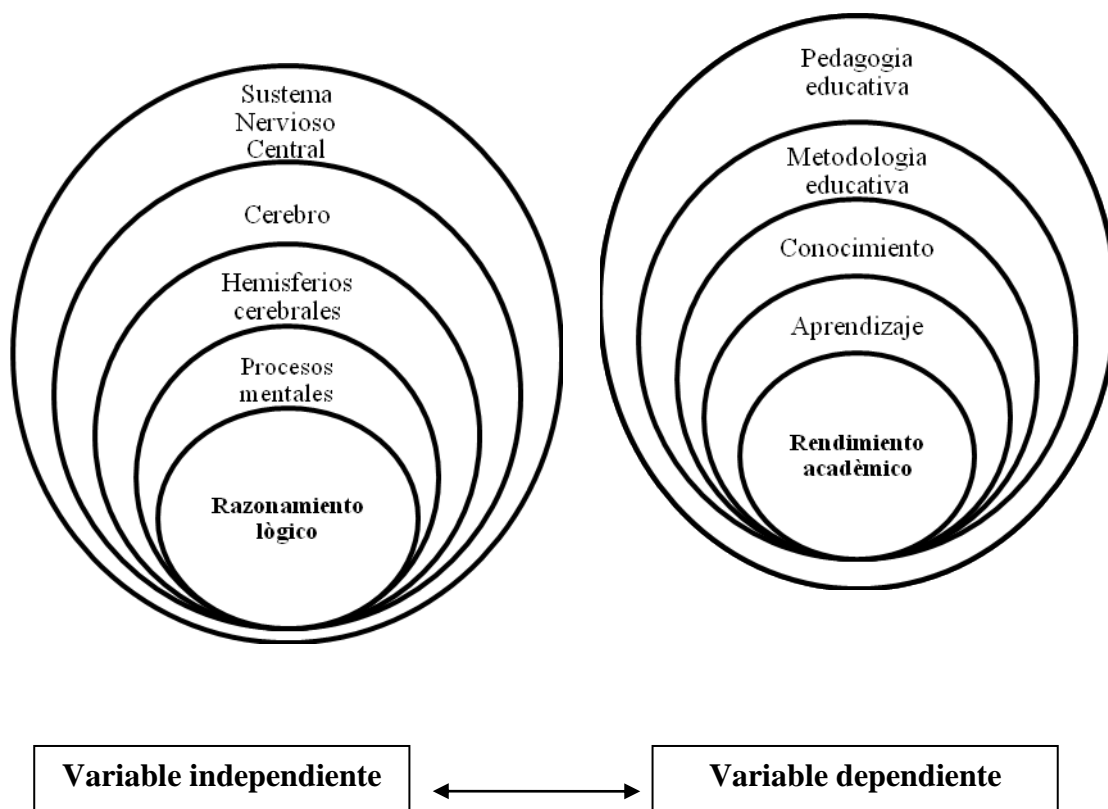 Sustema
Nervioso
Central
Cerebro
Hemisferios
cerebrales
Procesos
mentales
Razonamiento
lògico
Pedagogia
educativa
Metodologìa
educativa
Conocimiento
Aprendizaje
Rendimiento
acadèmico
Variable independiente
Variable dependiente